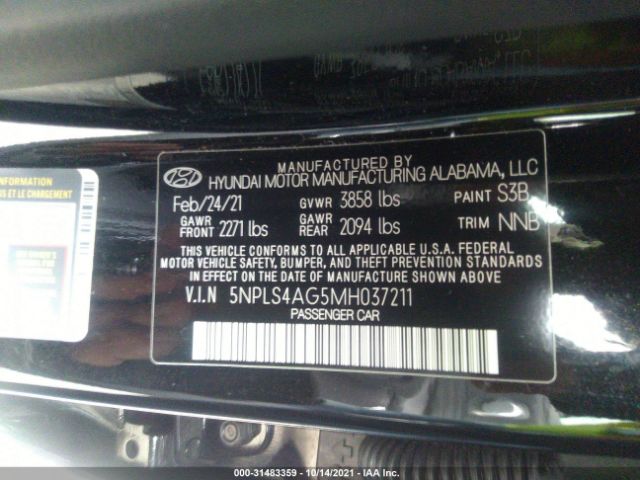 MANUFACTURED BY
HYUNDAI MOTOR MANUFACTURING ALABAMA, LLC
Feb/24/21 GVWR 3858 lbs PAINT S3B
GAWR FRONT 2271 lbs GAWR REAR 2094 lbs TRIM NNB
THIS VEHICLE CONFORMS TO ALL APPLICABLE U.S.A. FEDERAL
MOTOR VEHICLE SAFETY, BUMPER, AND THEFT PREVENTION STANDARDS
IN EFFECT ON THE DATE OF MANUFACTURE SHOWN ABOVE.
V.I.N 5NPLS4AG5MH037211
PASSENGER CAR
INFORMATION
ET LE CHARGEMENT
000-31483359 | 10/14/2021 | IAA Inc.